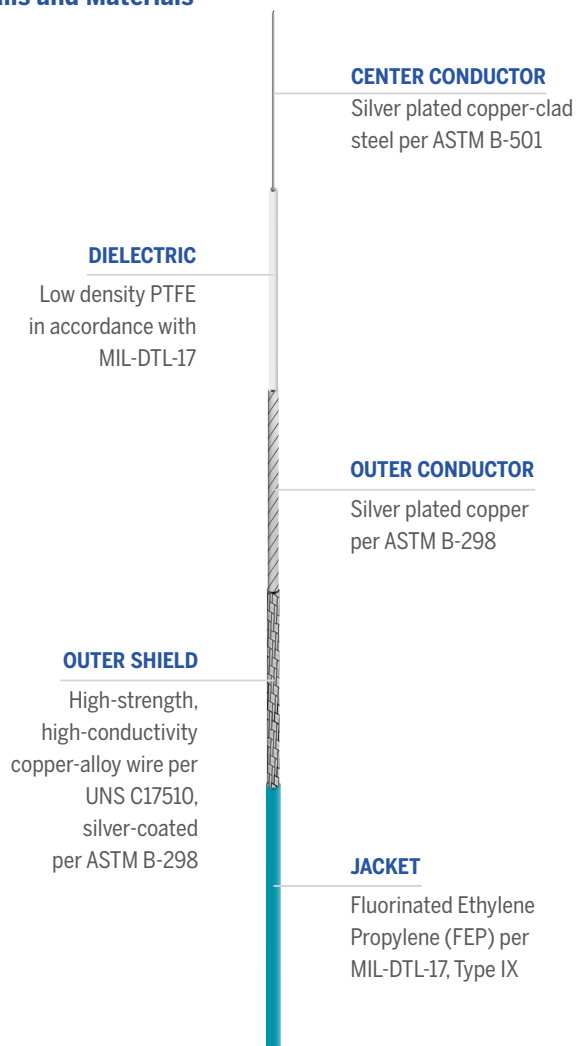 and Materials
CENTER CONDUCTOR
Silver plated copper-clad
steel per ASTM B-501
DIELECTRIC
Low density PTFE
in accordance with
MIL-DTL-17
OUTER CONDUCTOR
Silver plated copper
per ASTM B-298
OUTER SHIELD
High-strength,
high-conductivity
copper-alloy wire per
UNS C17510,
silver-coated
per ASTM B-298
JACKET
Fluorinated Ethylene
Propylene (FEP) per
MIL-DTL-17, Type IX